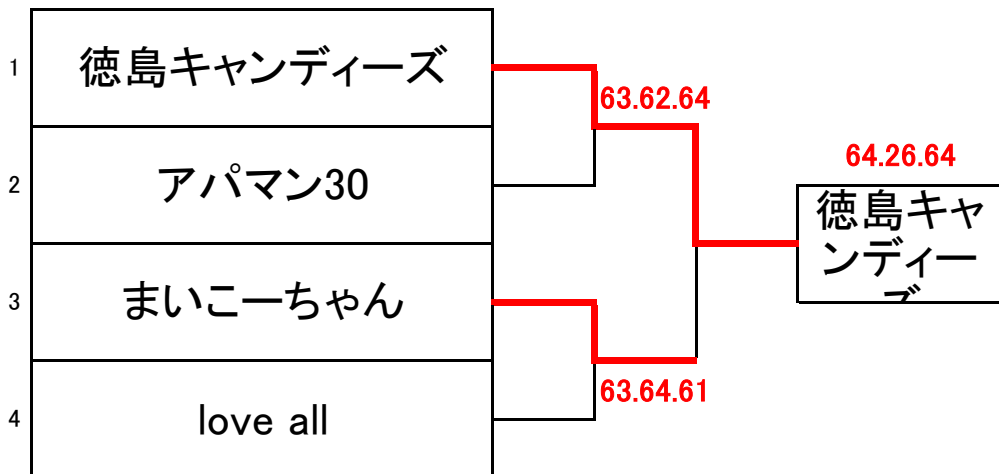 1 徳島キャンディーズ
63.62.64
2 アパマン30
64.26.64
徳島キャ
ンディー
ズ
3 まいこーちゃん
63.64.61
4 love all